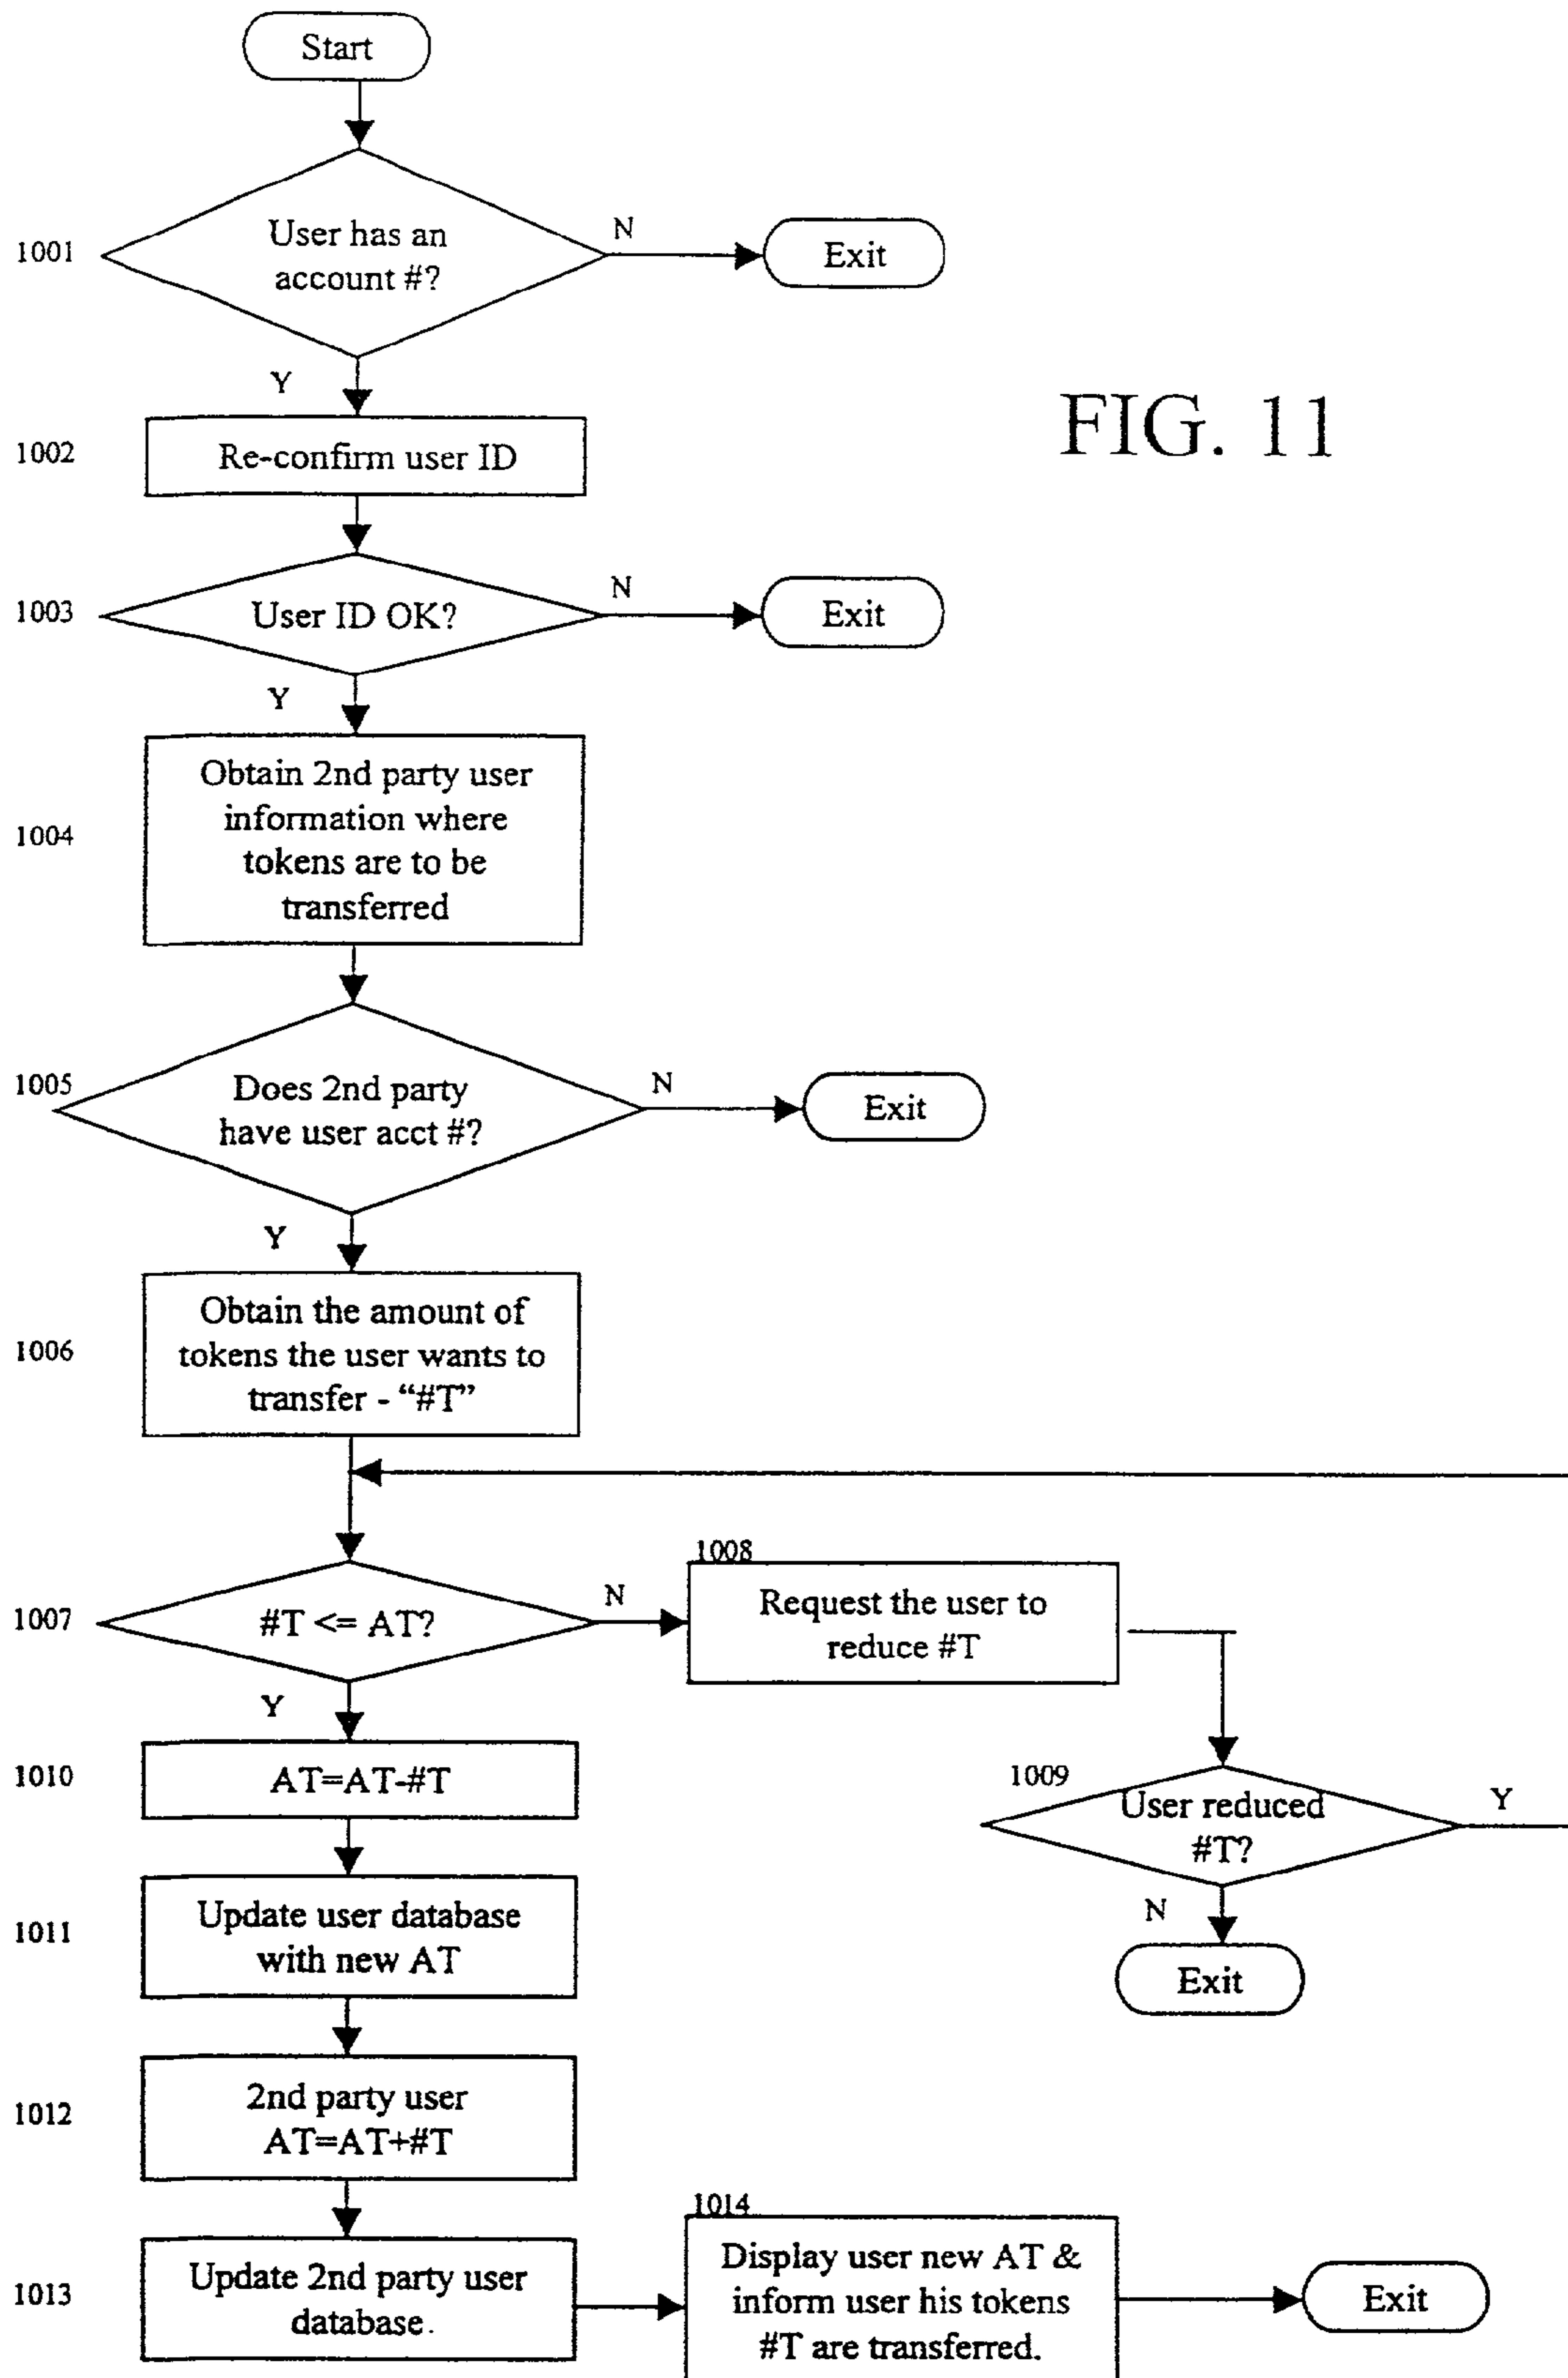 Start
1001
User has an
account #?
N
Exit
Y
FIG. 11
1002
Re-confirm user ID
1003
User ID OK?
N
Exit
Y
1004
Obtain 2nd party user
information where
tokens are to be
transferred
1005
Does 2nd party
have user acct #?
N
Exit
Y
1006
Obtain the amount of
tokens the user wants to
transfer - “#T”
1007
#T <= AT?
N
1008
Request the user to
reduce #T
Y
1009
User reduced
#T?
Y
N
Exit
1010
AT=AT-#T
1011
Update user database
with new AT
1012
2nd party user
AT=AT+#T
1013
Update 2nd party user
database.
1014
Display user new AT &
inform user his tokens
#T are transferred.
Exit